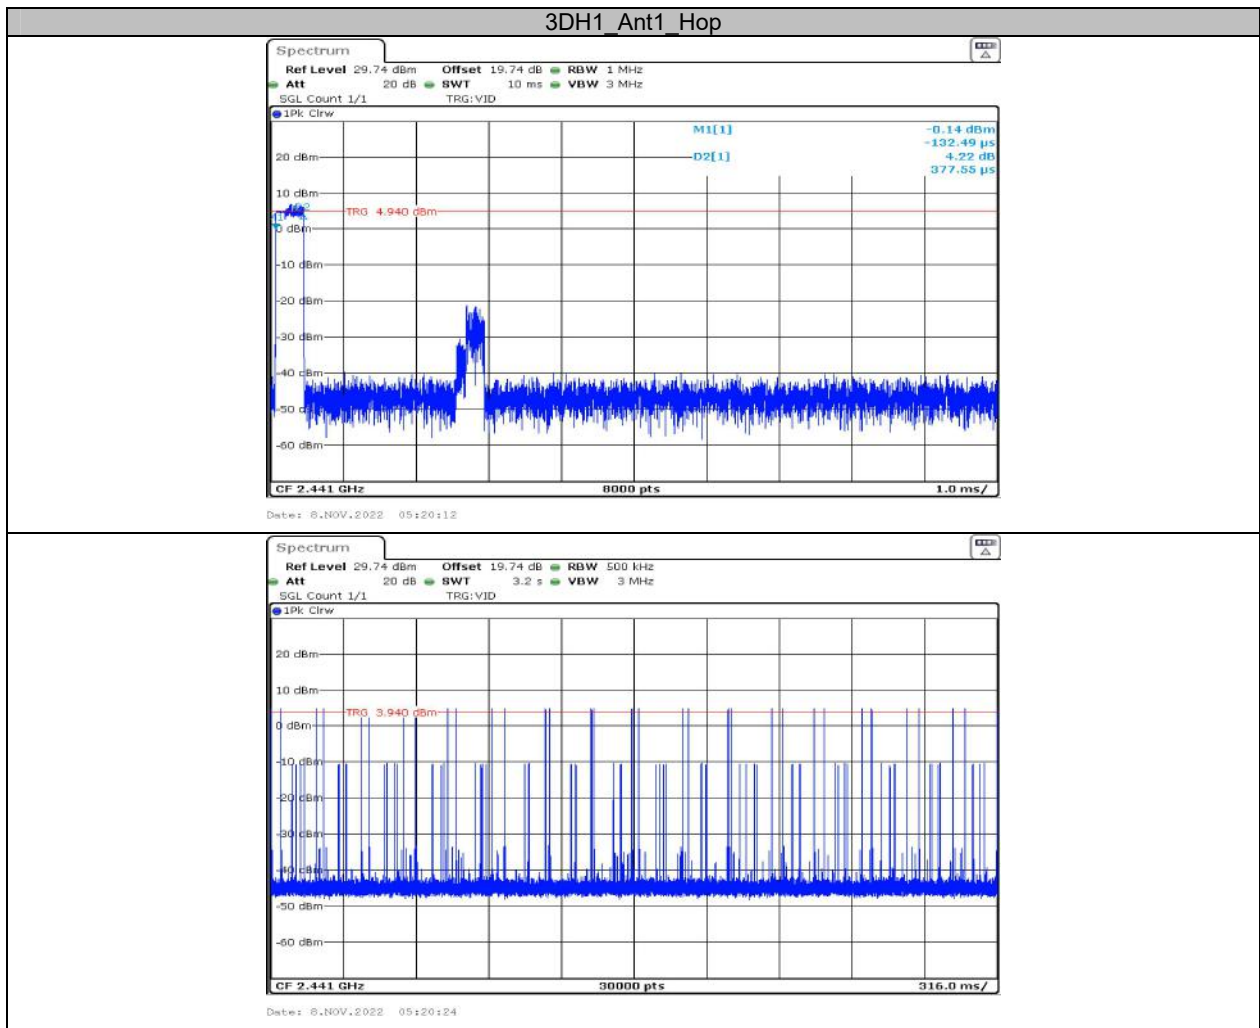 3DH1_Ant1_Hop
Spectrum
Ref Level 29.74 dBm Offset 19.74 dB RBW 1 MHz
Att 20 dB SWT 10 ms VBW 3 MHz
SGL Count 1/1 TRG:VID
1Pk Clrw
M1[1] -0.14 dBm
-132.49 µs
20 dBm D2[1] 4.22 dB
377.55 µs
10 dBm
TRG 4.940 dBm
0 dBm
-10 dBm
-20 dBm
-30 dBm
-40 dBm
-60 dBm
CF 2.441 GHz 8000 pts 1.0 ms/
Date: 8.NOV.2022 05:20:12
Spectrum
Ref Level 29.74 dBm Offset 19.74 dB RBW 500 kHz
Att 20 dB SWT 3.2 s VBW 3 MHz
SGL Count 1/1 TRG:VID
1Pk Clrw
20 dBm
10 dBm
TRG 3.940 dBm
0 dBm
-10 dBm
-20 dBm
-30 dBm
-40 dBm
-50 dBm
-60 dBm
CF 2.441 GHz 30000 pts 316.0 ms/
Date: 8.NOV.2022 05:20:24